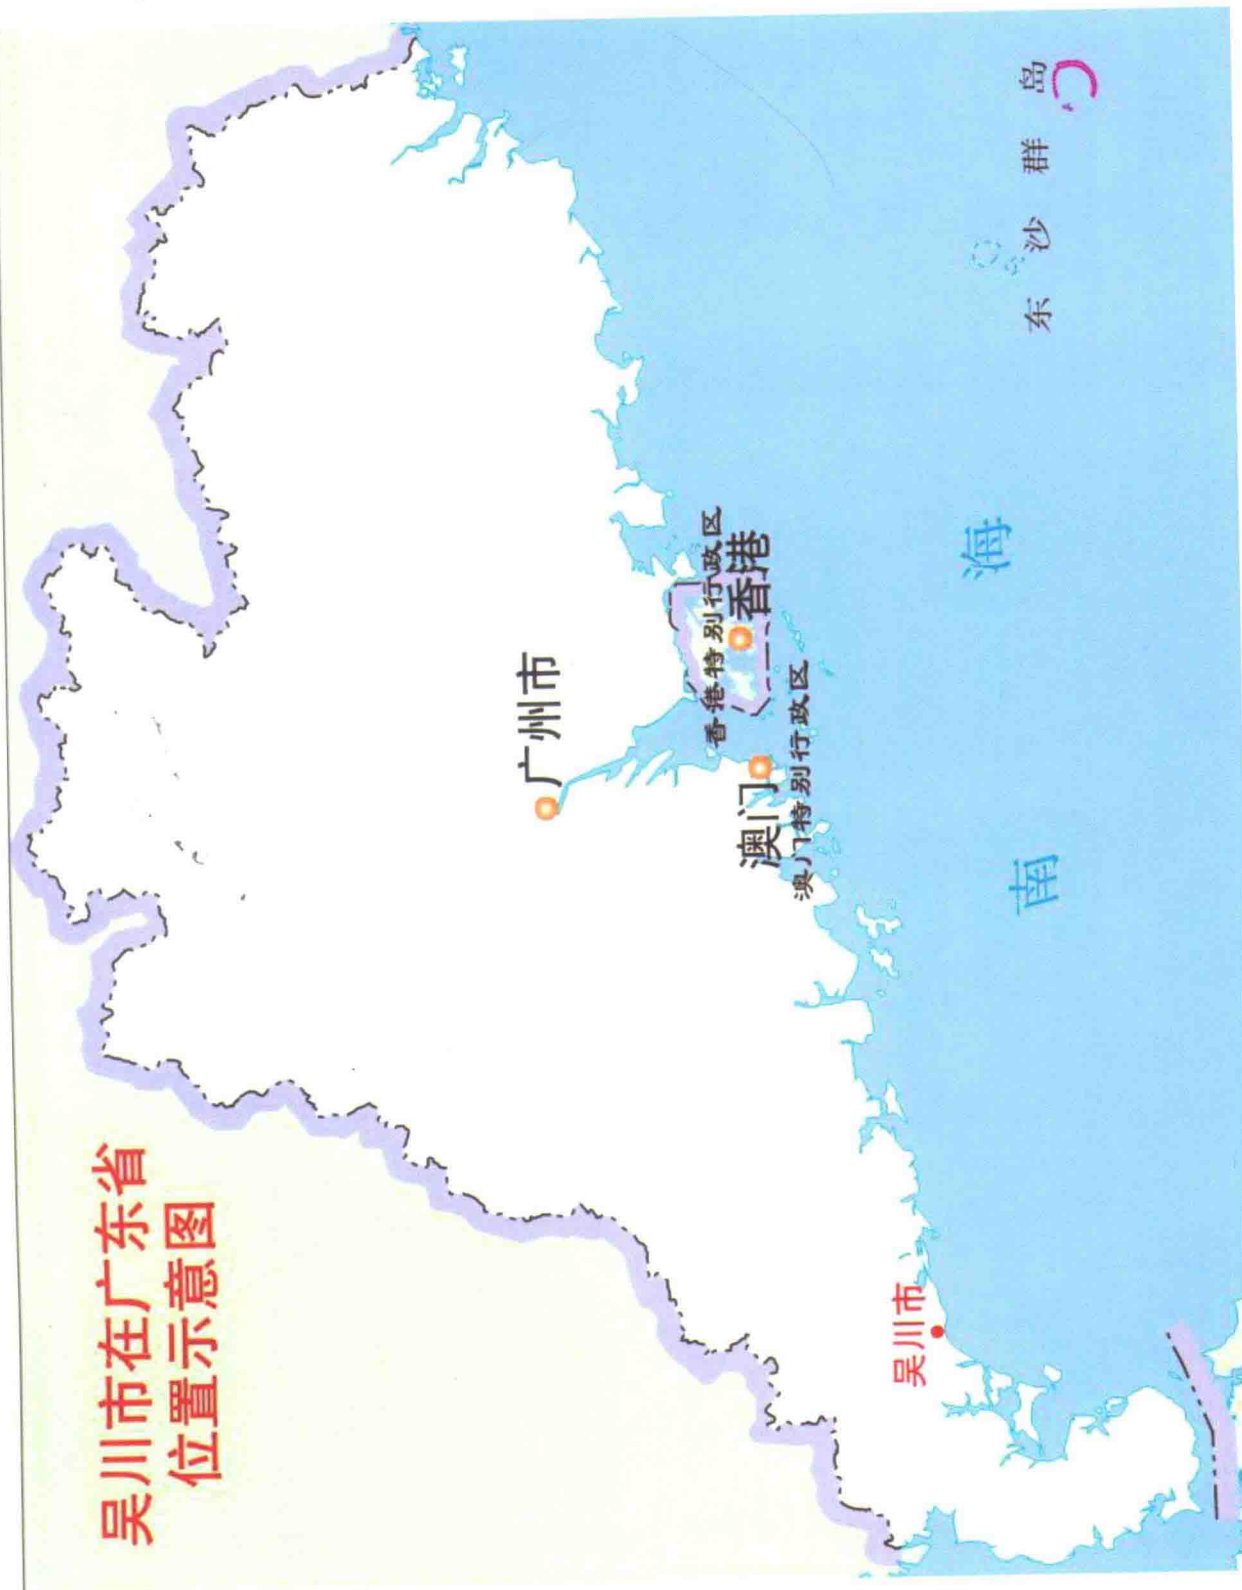 吴川市在广东省
位置示意图
广州市
香港特别行政区
香港
澳门
澳门特别行政区
吴川市
南海
东沙群岛